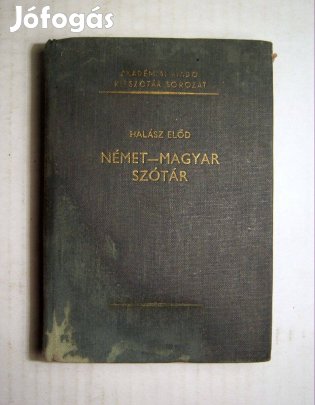 Jófogás
AKADÉMIAI KIADÓ
KISSZÓTÁR SOROZAT
HALÁSZ ELŐD
NÉMET—MAGYAR
SZÓTÁR